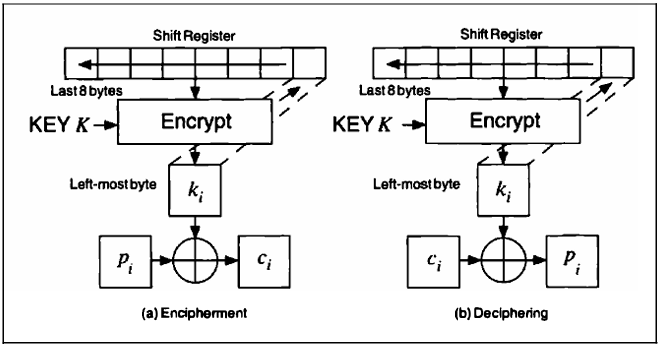 Shift Register
Last 8 bytes
KEY K
Encrypt
Left-most byte
k_i
p_i
c_i
(a) Encipherment
Shift Register
Last 8 bytes
KEY K
Encrypt
Left-most byte
k_i
c_i
p_i
(b) Deciphering